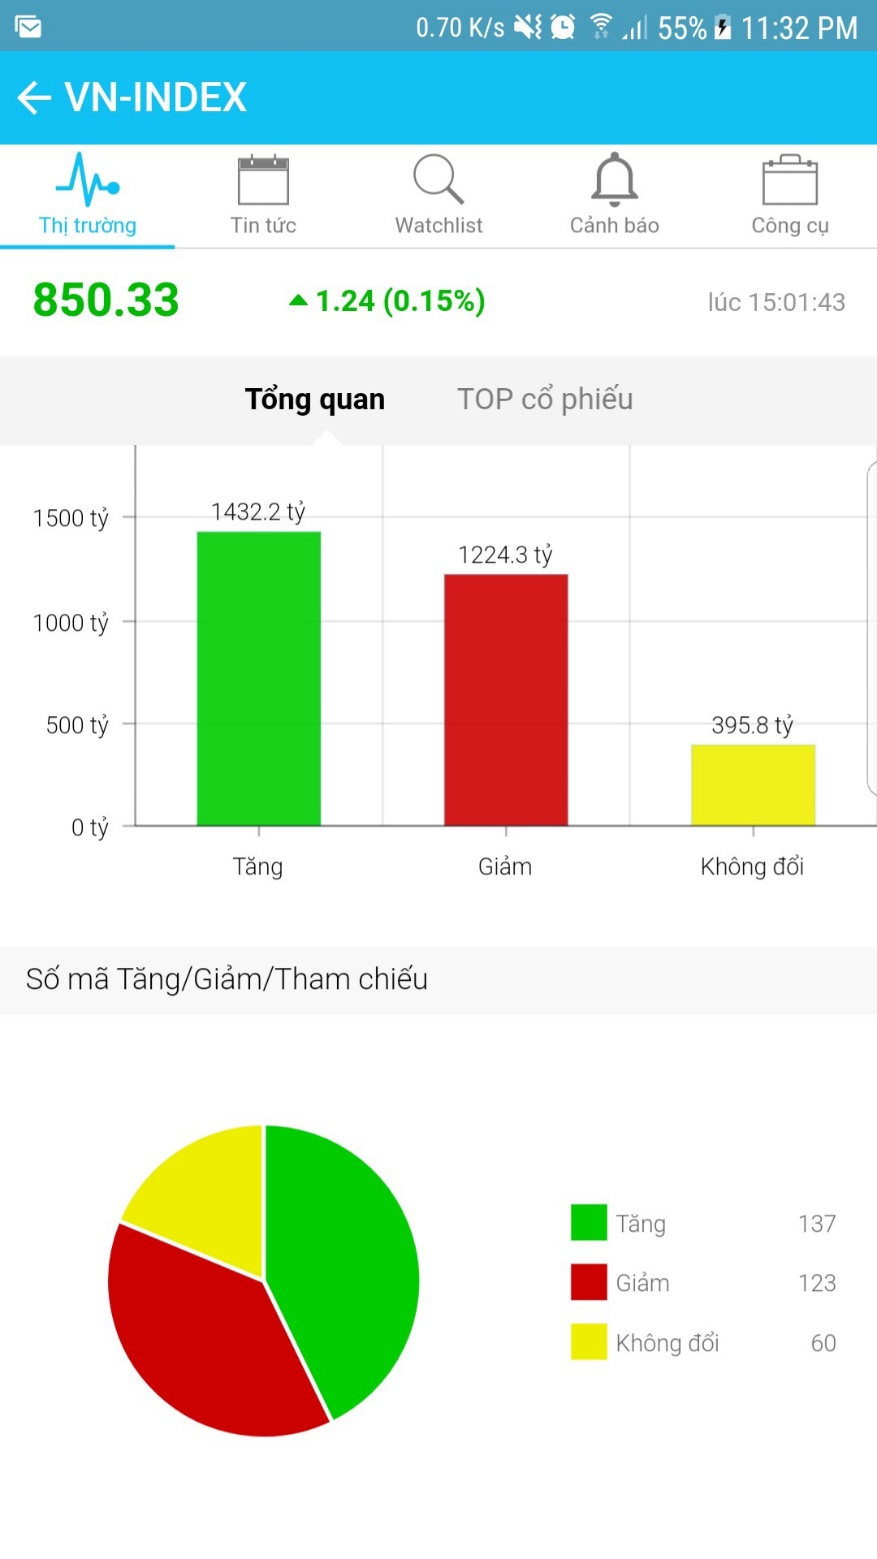 0.70 K/s 55% 11:32 PM
VN-INDEX
Thị trường Tin tức Watchlist Cảnh báo Công cụ
850.33 1.24 (0.15%) lúc 15:01:43
Tổng quan TOP cổ phiếu
1432.2 tỷ
1500 tỷ
1224.3 tỷ
1000 tỷ
500 tỷ 395.8 tỷ
0 tỷ
Tăng Giảm Không đổi
Số mã Tăng/Giảm/Tham chiếu
Tăng 137
Giảm 123
Không đổi 60